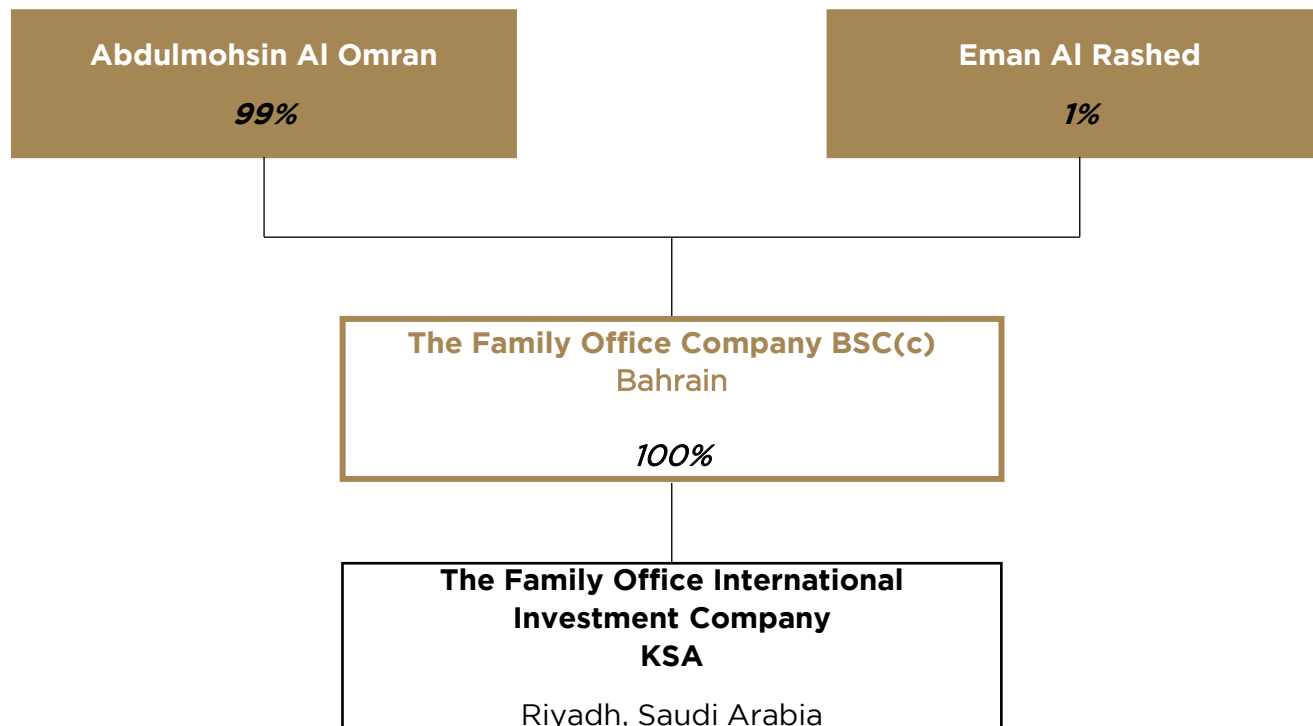 Abdulmohsin Al Omran
99%
Eman Al Rashed
1%
The Family Office Company BSC(c)
Bahrain
100%
The Family Office International
Investment Company
KSA
Riyadh, Saudi Arabia